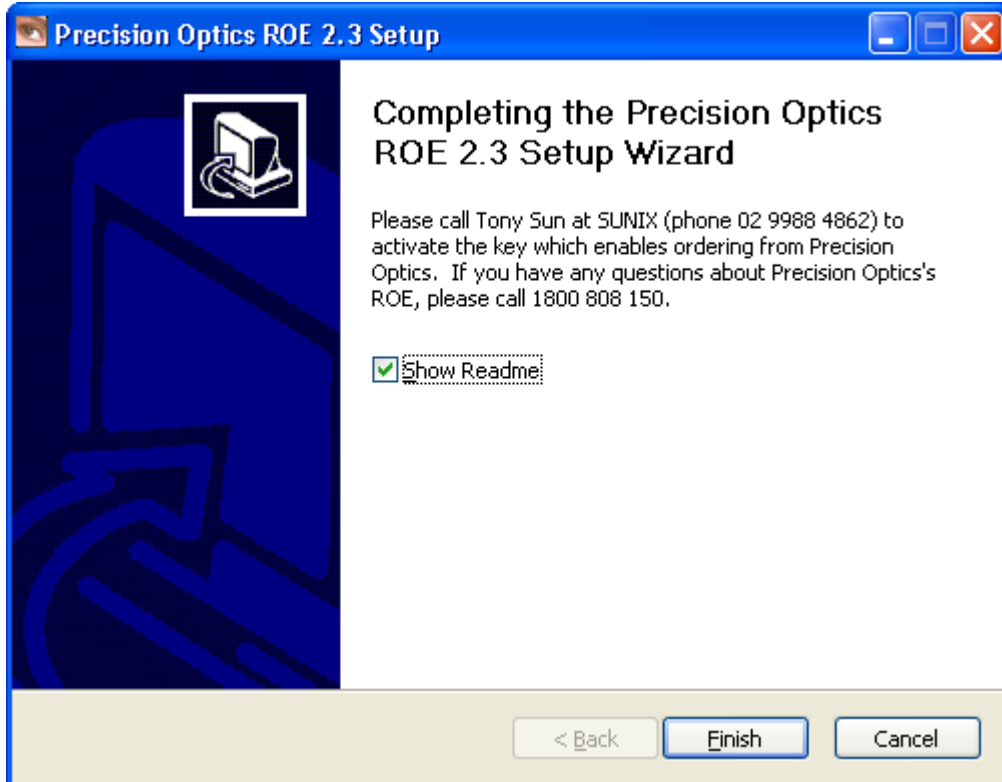 Precision Optics ROE 2.3 Setup
Completing the Precision Optics
ROE 2.3 Setup Wizard
Please call Tony Sun at SUNIX (phone 02 9988 4862) to
activate the key which enables ordering from Precision
Optics.  If you have any questions about Precision Optics's
ROE, please call 1800 808 150.
Show Readme
< Back Finish Cancel